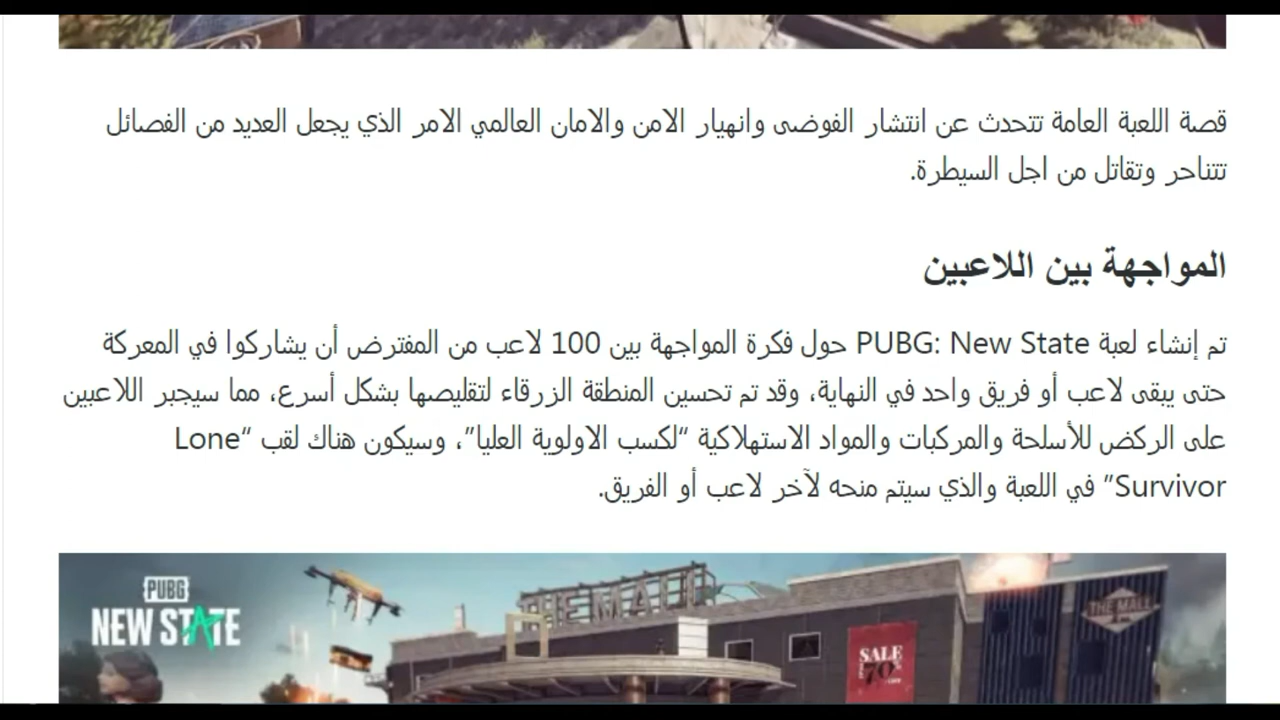 قصة اللعبة العامة تتحدث عن انتشار الفوضى وانهيار الامن والامان العالمي الامر الذي يجعل العديد من الفصائل
تتناحر وتقاتل من اجل السيطرة.
المواجهة بين اللاعبين
تم إنشاء لعبة PUBG: New State حول فكرة المواجهة بين 100 لاعب من المفترض أن يشاركوا في المعركة
حتى يبقى لاعب أو فريق واحد في النهاية، وقد تم تحسين المنطقة الزرقاء لتقليصها بشكل أسرع، مما سيجبر اللاعبين
على الركض للأسلحة والمركبات والمواد الاستهلاكية “لكسب الاولوية العليا”، وسيكون هناك لقب “Lone
Survivor” في اللعبة والذي سيتم منحه لآخر لاعب أو الفريق.
PUBG
NEW STATE
THE MALL
THE MALL
SALE
70%